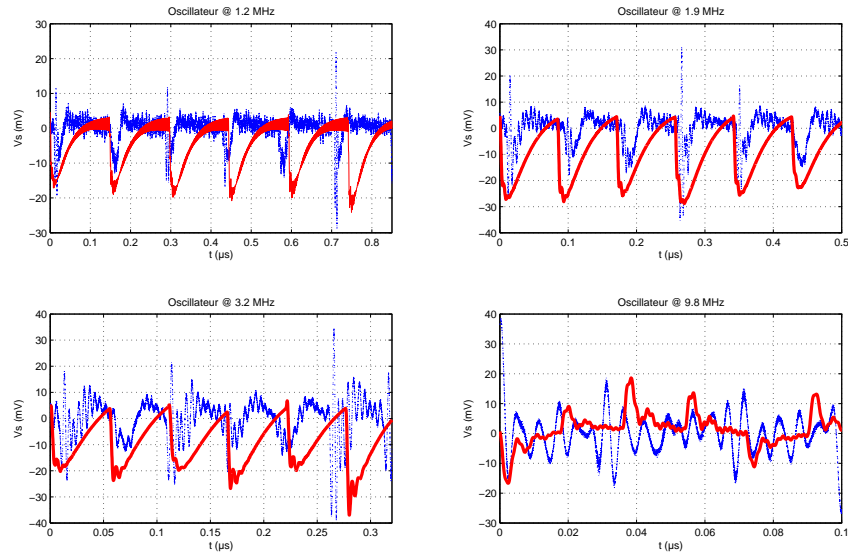 Oscillateur @ 1.2 MHz
Vs (mV)
30
20
10
0
−10
−20
−30
0 0.1 0.2 0.3 0.4 0.5 0.6 0.7 0.8
t (µs)
Oscillateur @ 1.9 MHz
Vs (mV)
40
30
20
10
0
−10
−20
−30
−40
0 0.1 0.2 0.3 0.4 0.5
t (µs)
Oscillateur @ 3.2 MHz
Vs (mV)
40
30
20
10
0
−10
−20
−30
−40
0 0.05 0.1 0.15 0.2 0.25 0.3
t (µs)
Oscillateur @ 9.8 MHz
Vs (mV)
40
30
20
10
0
−10
−20
−30
0 0.02 0.04 0.06 0.08 0.1
t (µs)